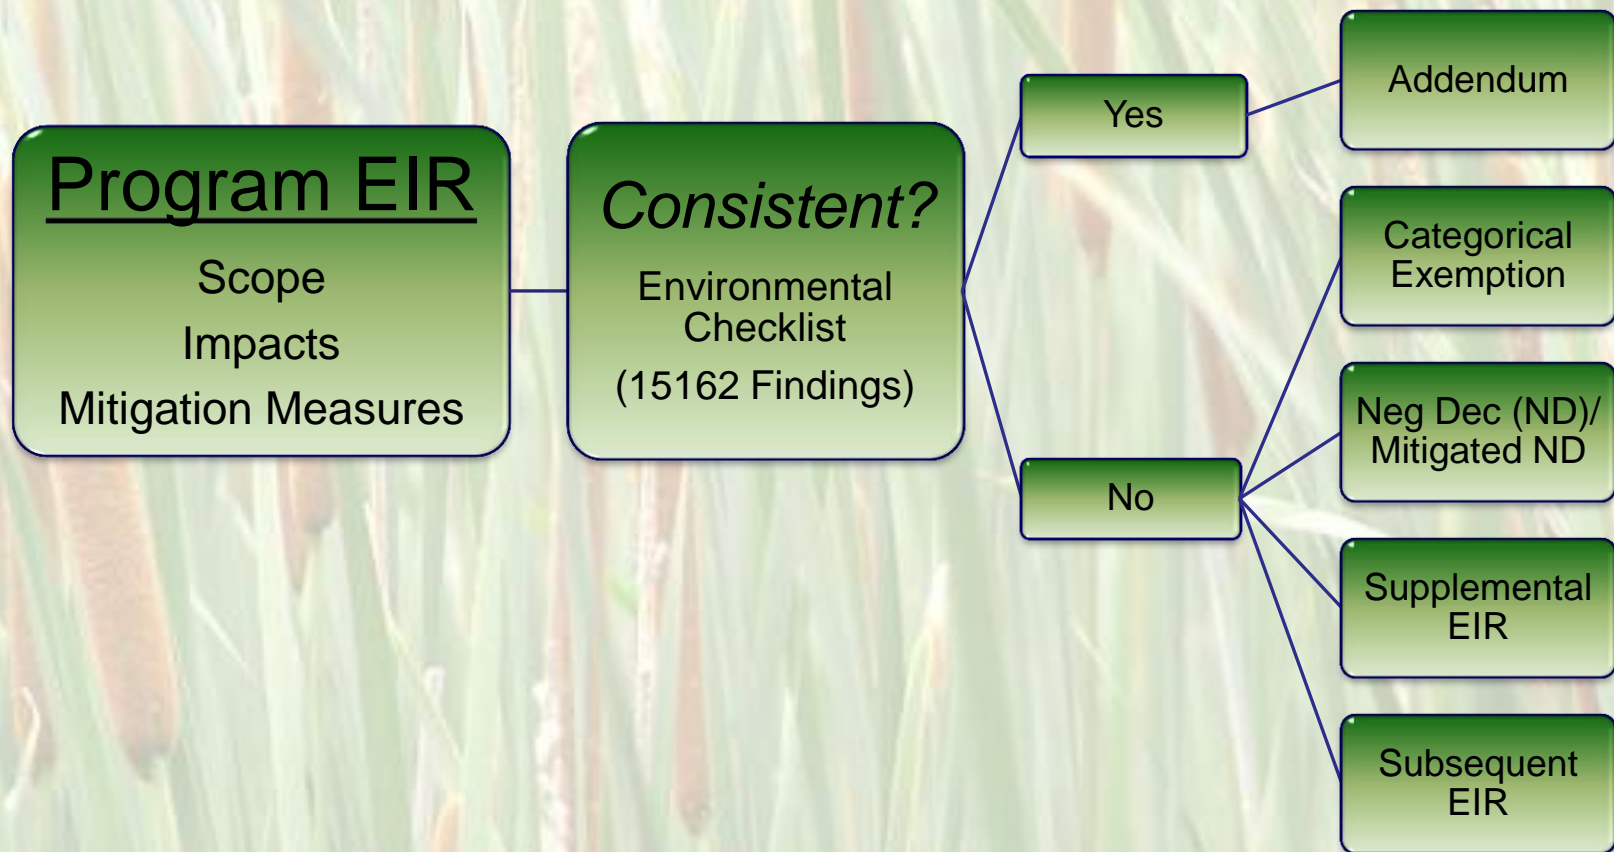 Program EIR
Scope
Impacts
Mitigation Measures
Consistent?
Environmental
Checklist
(15162 Findings)
Yes
No
Addendum
Categorical
Exemption
Neg Dec (ND)/
Mitigated ND
Supplemental
EIR
Subsequent
EIR